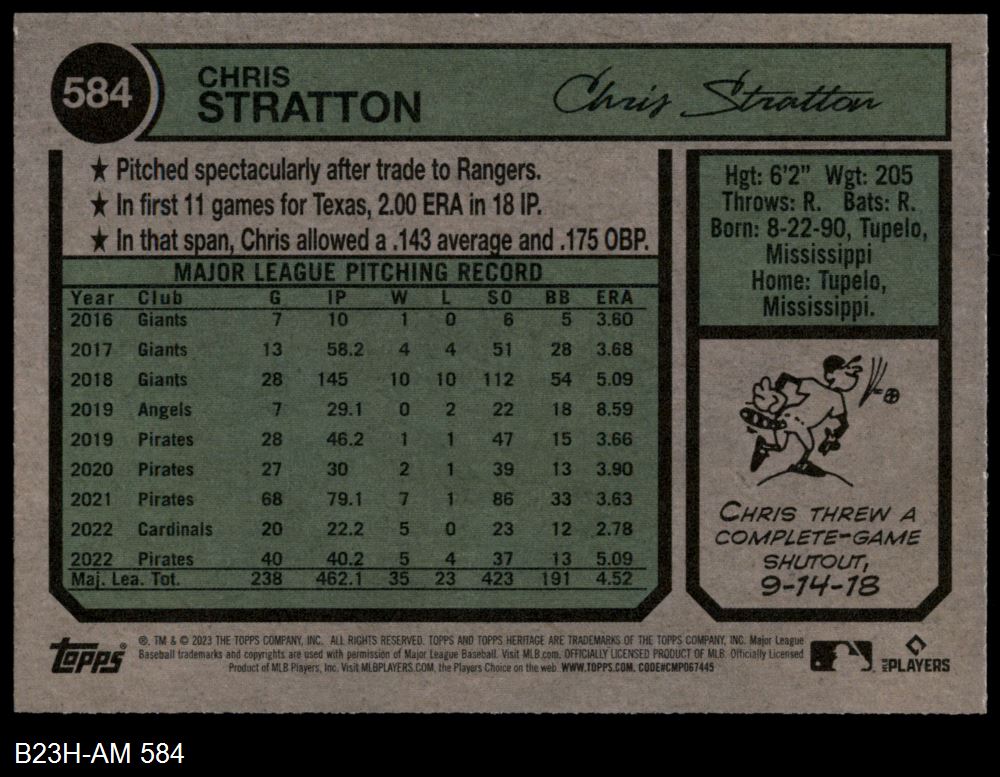 584
CHRIS
STRATTON
Chris Stratton
★ Pitched spectacularly after trade to Rangers.
★ In first 11 games for Texas, 2.00 ERA in 18 IP.
★ In that span, Chris allowed a .143 average and .175 OBP.
MAJOR LEAGUE PITCHING RECORD
Year Club G IP W L SO BB ERA
2016 Giants 7 10 1 0 6 5 3.60
2017 Giants 13 58.2 4 4 51 28 3.68
2018 Giants 28 145 10 10 112 54 5.09
2019 Angels 7 29.1 0 2 22 18 8.59
2019 Pirates 28 46.2 1 1 47 15 3.66
2020 Pirates 27 30 2 1 39 13 3.90
2021 Pirates 68 79.1 7 1 86 33 3.63
2022 Cardinals 20 22.2 5 0 23 12 2.78
2022 Pirates 40 40.2 5 4 37 13 5.09
Maj. Lea. Tot. 238 462.1 35 23 423 191 4.52
Hgt: 6'2" Wgt: 205
Throws: R. Bats: R.
Born: 8-22-90, Tupelo,
Mississippi
Home: Tupelo,
Mississippi.
CHRIS THREW A
COMPLETE-GAME
SHUTOUT,
9-14-18
TOPPS®
®, TM & © 2023 THE TOPPS COMPANY, INC. ALL RIGHTS RESERVED. TOPPS AND TOPPS HERITAGE ARE TRADEMARKS OF THE TOPPS COMPANY, INC. Major League
Baseball trademarks and copyrights are used with permission of Major League Baseball. Visit MLB.com. OFFICIALLY LICENSED PRODUCT OF MLB. Officially Licensed
Product of MLB Players, Inc. Visit MLBPLAYERS.COM, the Players Choice on the web. WWW.TOPPS.COM. CODE#CMP067445
MLB PLAYERS
B23H-AM 584